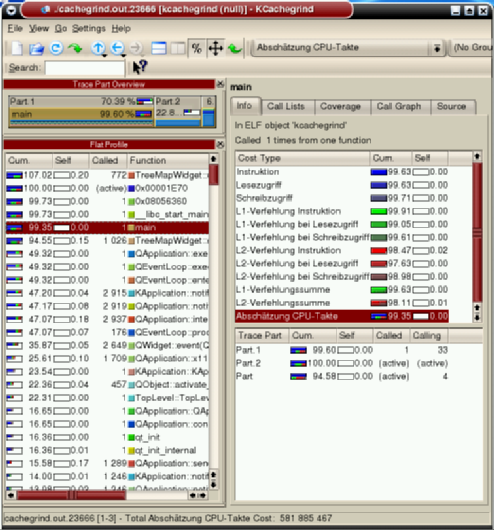 ./cachegrind.out.23666 [kcachegrind (null)] - KCachegrind
File View Go Settings Help
% Abschätzung CPU-Takte (No Grou
Search:
Trace Part Overview
Part 1 70.39 % Part 2 6.
main 99.60 % 22.8
Flat Profile
Cum. Self Called Function
107.02 0.20 772 TreeMapWidget::
100.00 0.00 (active) 0x00001E70
99.73 0.00 1 0x08056360
99.73 0.00 1 __libc_start_main
99.35 0.00 1 main
94.55 0.15 1 026 TreeMapWidget::
49.32 0.00 1 QApplication::exe
49.32 0.00 1 QEventLoop::exe
49.32 0.00 1 QEventLoop::ente
47.20 0.04 2 915 KApplication::noti
47.17 0.08 2 919 QApplication::noti
47.07 0.18 2 937 QApplication::inte
47.07 0.07 176 QEventLoop::proc
35.87 0.05 2 649 QWidget::event(Q
25.61 0.10 1 709 QApplication::x11
23.54 0.00 1 KApplication::KAp
22.36 0.04 457 QObject::activate_
22.31 0.00 1 TopLevel::TopLev
16.65 0.00 1 QApplication::QAp
16.65 0.00 1 QApplication::con
16.36 0.00 1 qt_init
16.36 0.01 1 qt_init_internal
15.58 0.17 1 289 QApplication::sen
14.00 0.01 1 246 KApplication::noti
main
Info Call Lists Coverage Call Graph Source
In ELF object 'kcachegrind'
Called 1 times from one function
Cost Type Cum. Self
Instruktion 99.63 0.00
Lesezugriff 99.63 0.00
Schreibzugriff 99.71 0.00
L1-Verfehlung Instruktion 99.91 0.00
L1-Verfehlung bei Lesezugriff 99.05 0.00
L1-Verfehlung bei Schreibzugriff 99.61 0.00
L2-Verfehlung Instruktion 98.47 0.02
L2-Verfehlung bei Lesezugriff 97.63 0.00
L2-Verfehlung bei Schreibzugriff 98.98 0.00
L1-Verfehlungssumme 99.63 0.00
L2-Verfehlungssumme 98.11 0.01
Abschätzung CPU-Takte 99.35 0.00
Trace Part Cum. Self Called Calling
Part 1 99.60 0.00 1 33
Part 2 100.00 0.00 (active) (active)
Part 94.58 0.00 (active) 4
cachegrind.out.23666 [1-3] - Total Abschätzung CPU-Takte Cost: 581 885 467